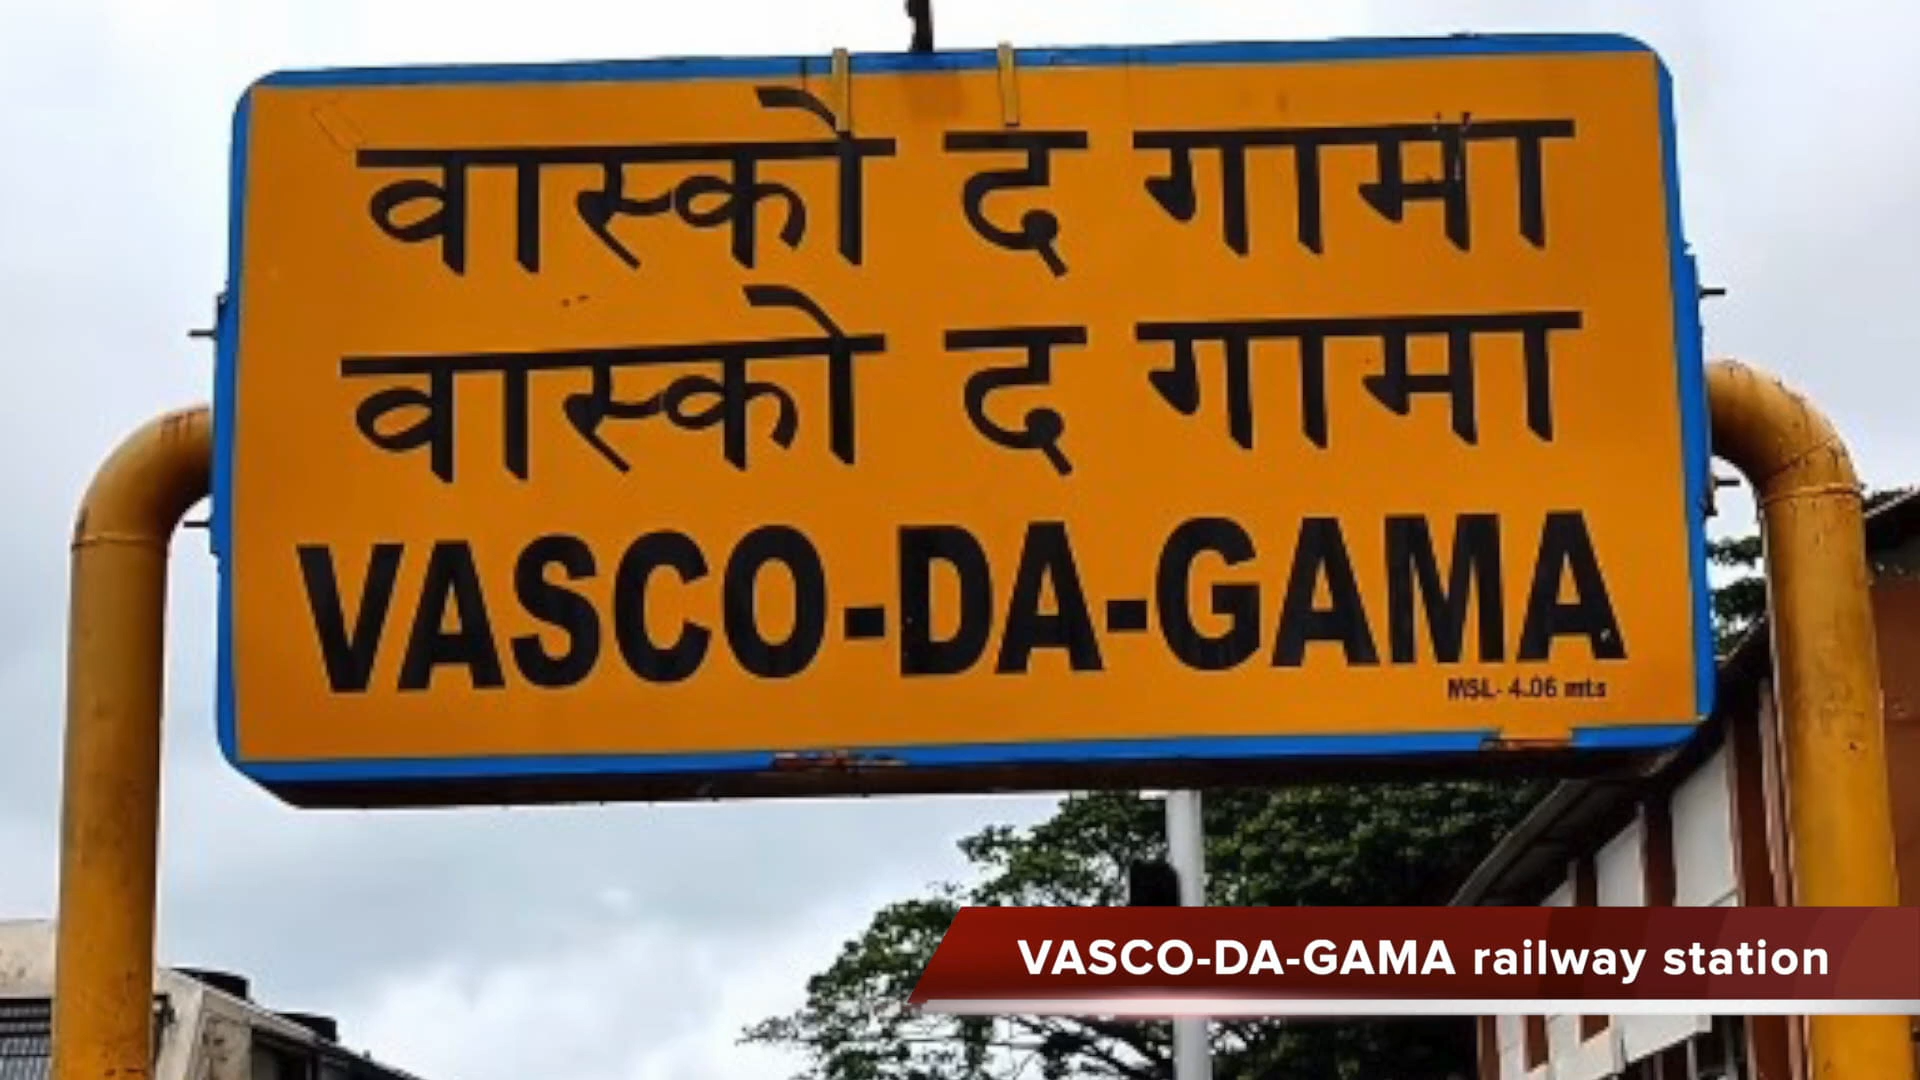 वास्को द गामा
वास्को द गामा
VASCO-DA-GAMA
MSL- 4.06 mts
VASCO-DA-GAMA railway station